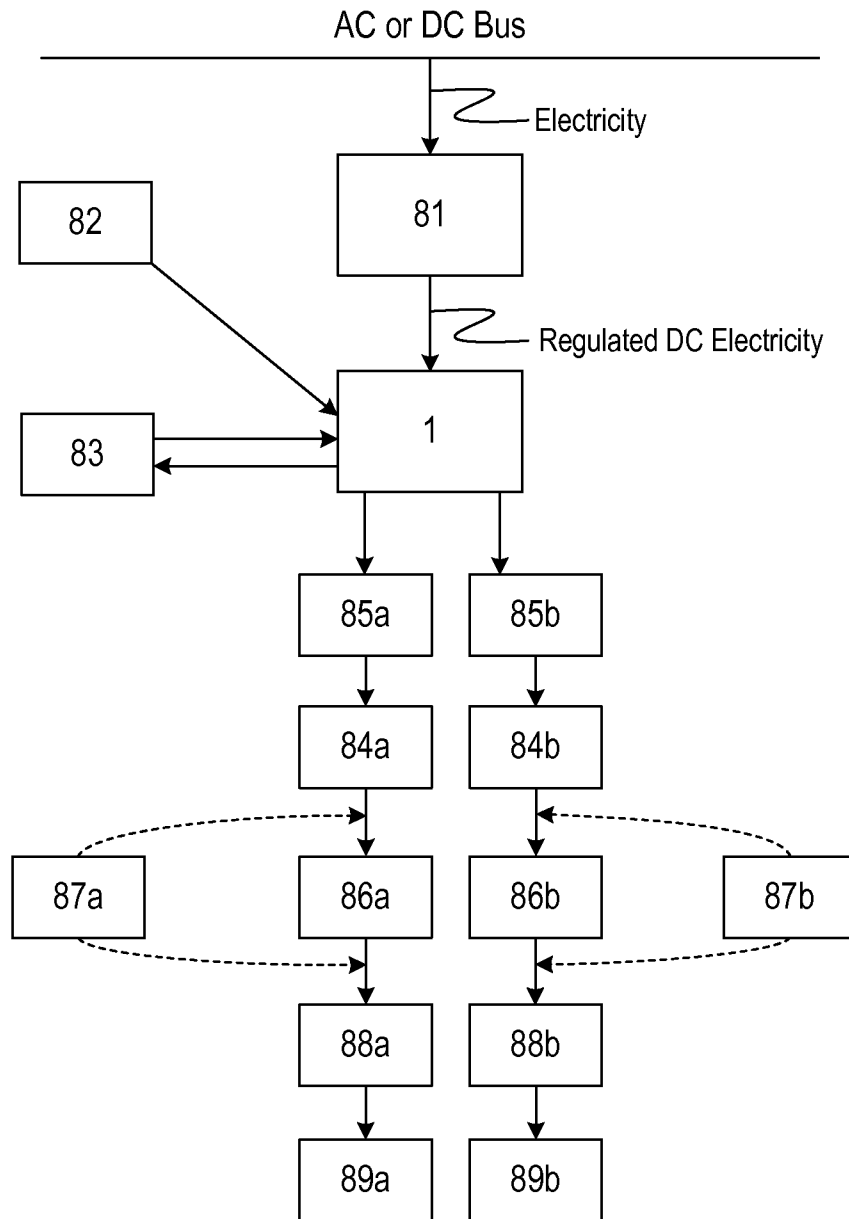 AC or DC Bus
Electricity
81
82
Regulated DC Electricity
1
83
85a
85b
84a
84b
87a
86a
86b
87b
88a
88b
89a
89b